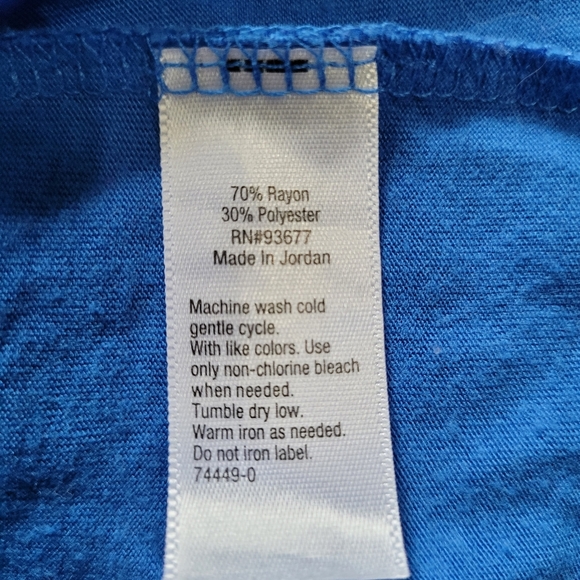 70% Rayon
30% Polyester
RN#93677
Made In Jordan
Machine wash cold
gentle cycle.
With like colors. Use
only non-chlorine bleach
when needed.
Tumble dry low.
Warm iron as needed.
Do not iron label.
74449-0